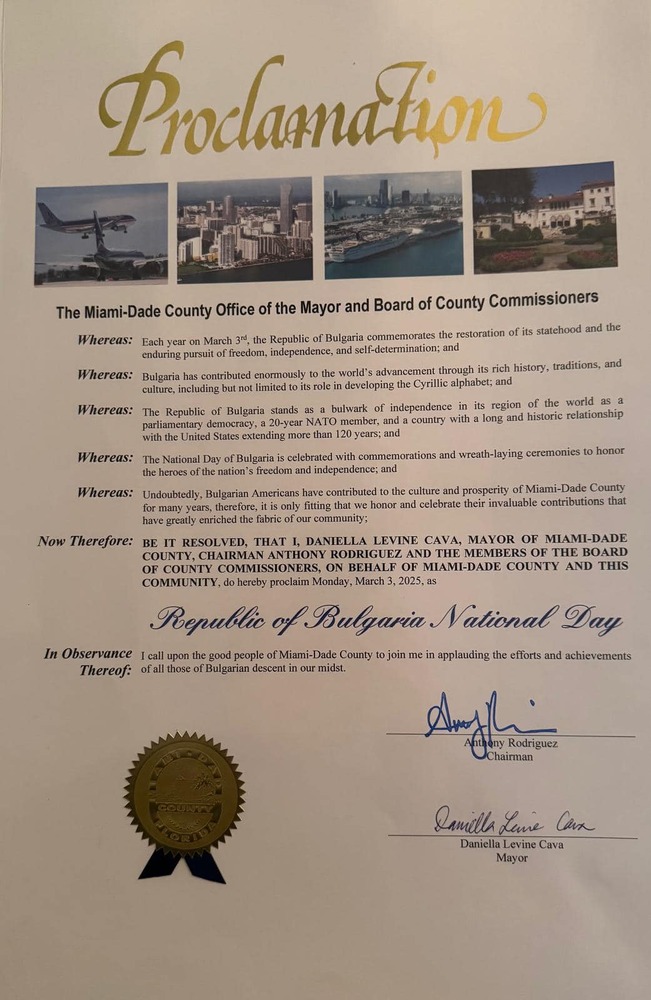 Proclamation
The Miami-Dade County Office of the Mayor and Board of County Commissioners
Whereas: Each year on March 3rd, the Republic of Bulgaria commemorates the restoration of its statehood and the
enduring pursuit of freedom, independence, and self-determination; and
Whereas: Bulgaria has contributed enormously to the world's advancement through its rich history, traditions, and
culture, including but not limited to its role in developing the Cyrillic alphabet; and
Whereas: The Republic of Bulgaria stands as a bulwark of independence in its region of the world as a
parliamentary democracy, a 20-year NATO member, and a country with a long and historic relationship
with the United States extending more than 120 years; and
Whereas: The National Day of Bulgaria is celebrated with commemorations and wreath-laying ceremonies to honor
the heroes of the nation's freedom and independence; and
Whereas: Undoubtedly, Bulgarian Americans have contributed to the culture and prosperity of Miami-Dade County
for many years, therefore, it is only fitting that we honor and celebrate their invaluable contributions that
have greatly enriched the fabric of our community;
Now Therefore: BE IT RESOLVED, THAT I, DANIELLA LEVINE CAVA, MAYOR OF MIAMI-DADE
COUNTY, CHAIRMAN ANTHONY RODRIGUEZ AND THE MEMBERS OF THE BOARD
OF COUNTY COMMISSIONERS, ON BEHALF OF MIAMI-DADE COUNTY AND THIS
COMMUNITY, do hereby proclaim Monday, March 3, 2025, as
Republic of Bulgaria National Day
In Observance I call upon the good people of Miami-Dade County to join me in applauding the efforts and achievements
Thereof: of all those of Bulgarian descent in our midst.
Anthony Rodriguez
Chairman
MIAMI-DADE
COUNTY
FLORIDA
Daniella Levine Cava
Daniella Levine Cava
Mayor